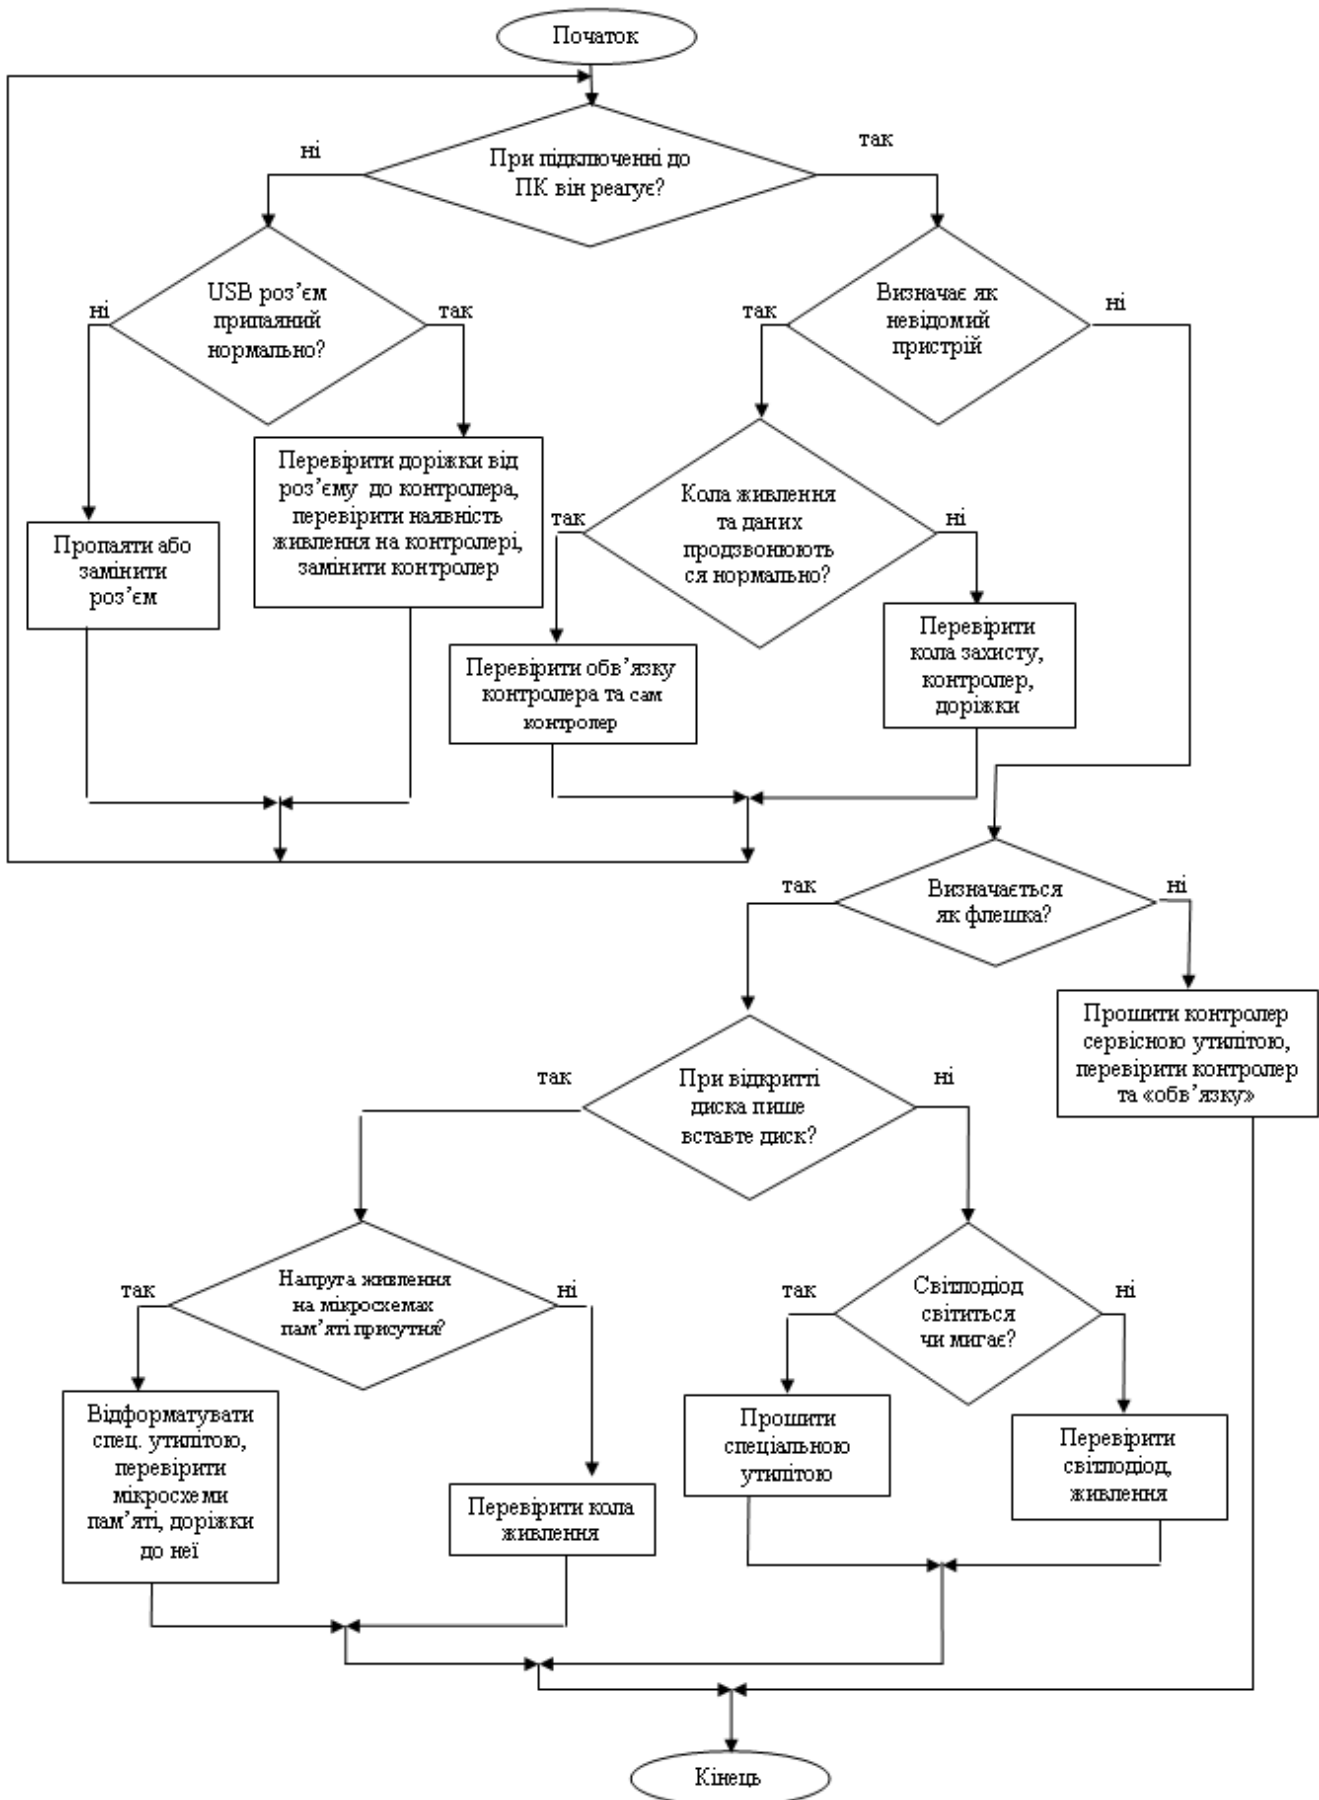 Початок
ні
так
При підключенні до
ПК він реагує?
USB роз’єм
припаяний
нормально?
ні
так
Визначає як
невідомий
пристрій
так
ні
Перевірити доріжки від
роз’єму до контролера,
перевірити наявність
живлення на контролері,
замінити контролер
Пропаяти або
замінити
роз’єм
Кола живлення
та даних
продзвонюють
ся нормально?
так
ні
Перевірити обв’язку
контролера та сам
контролер
Перевірити
кола захисту,
контролер,
доріжки
так
ні
Визначається
як флешка?
Прошити контролер
сервісною утилітою,
перевірити контролер
та «обв’язку»
так
ні
При відкритті
диска пише
вставте диск?
так
ні
Напруга живлення
на мікросхемах
пам’яті присутня?
так
ні
Світлодіод
світиться
чи мигає?
Відформатувати
спец. утилітою,
перевірити
мікросхеми
пам’яті, доріжки
до неї
Перевірити кола
живлення
Прошити
спеціальною
утилітою
Перевірити
світлодіод,
живлення
Кінець